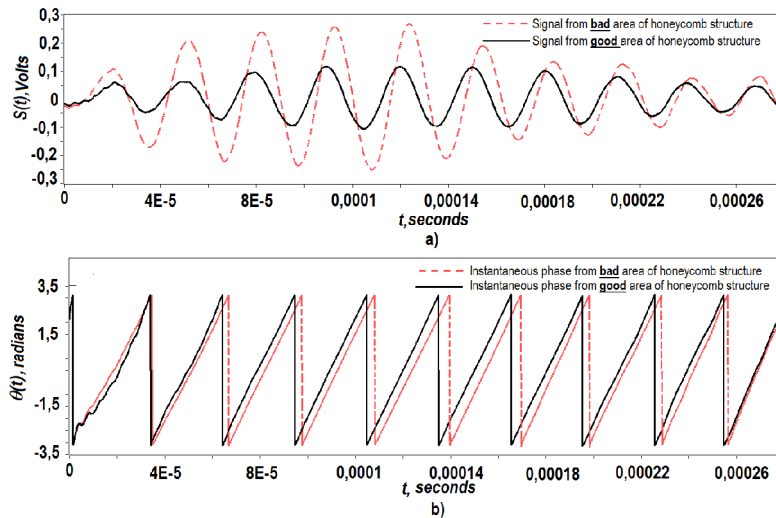 0,3
0,2
0,1
0
-0,1
-0,2
-0,3
S(t),Volts
Signal from bad area of honeycomb structure
Signal from good area of honeycomb structure
0 4E-5 8E-5 0,0001 0,00014 0,00018 0,00022 0,00026
t,seconds
a)
3,5
1,5
-1,5
-3,5
θ(t), radians
Instantaneous phase from bad area of honeycomb structure
Instantaneous phase from good area of honeycomb structure
0 4E-5 8E-5 0,0001 0,00014 0,00018 0,00022 0,00026
t, seconds
b)